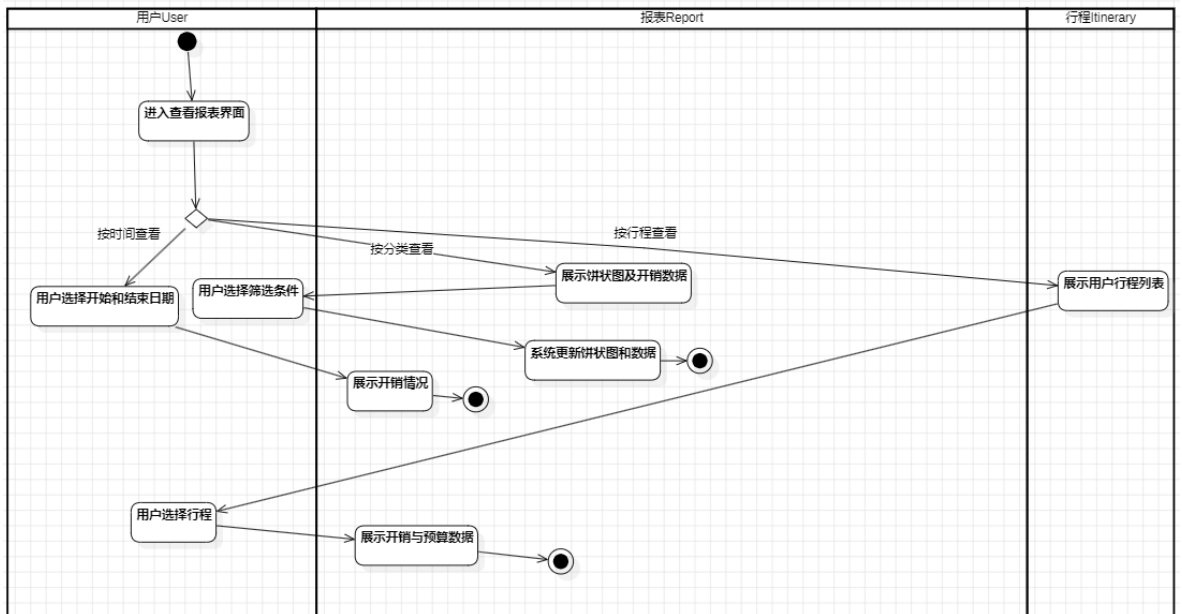 用户User
报表Report
行程Itinerary
进入查看报表界面
按时间查看
按分类查看
按行程查看
展示饼状图及开销数据
展示用户行程列表
用户选择开始和结束日期
用户选择筛选条件
系统更新饼状图和数据
展示开销情况
用户选择行程
展示开销与预算数据